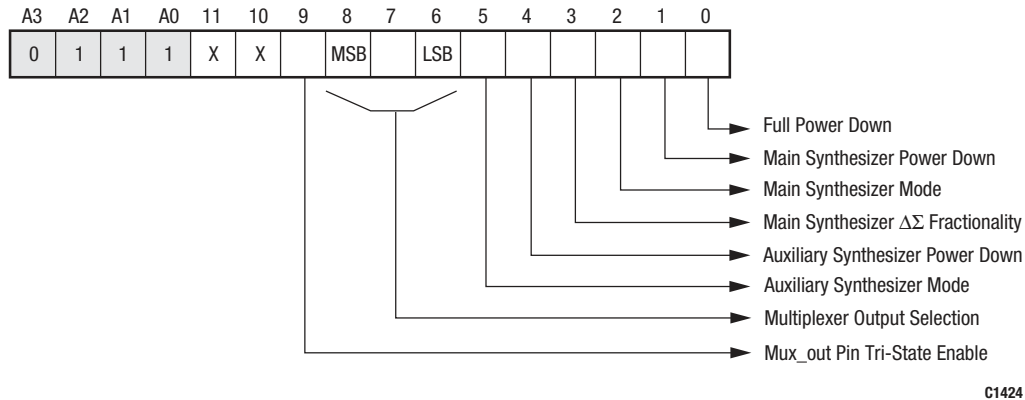 A3 A2 A1 A0 11 10 9 8 7 6 5 4 3 2 1 0
0 1 1 1 X X MSB LSB
Full Power Down
Main Synthesizer Power Down
Main Synthesizer Mode
Main Synthesizer ΔΣ Fractionality
Auxiliary Synthesizer Power Down
Auxiliary Synthesizer Mode
Multiplexer Output Selection
Mux_out Pin Tri-State Enable
C1424